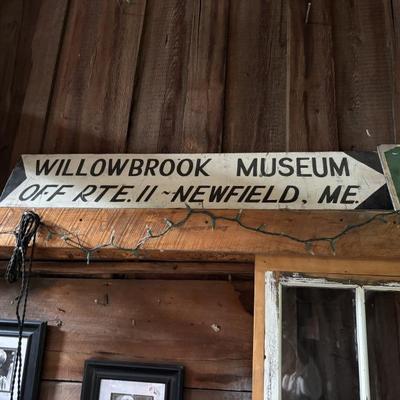 WILLOWBROOK MUSEUM
OFF RTE. 11 ~ NEWFIELD, ME.